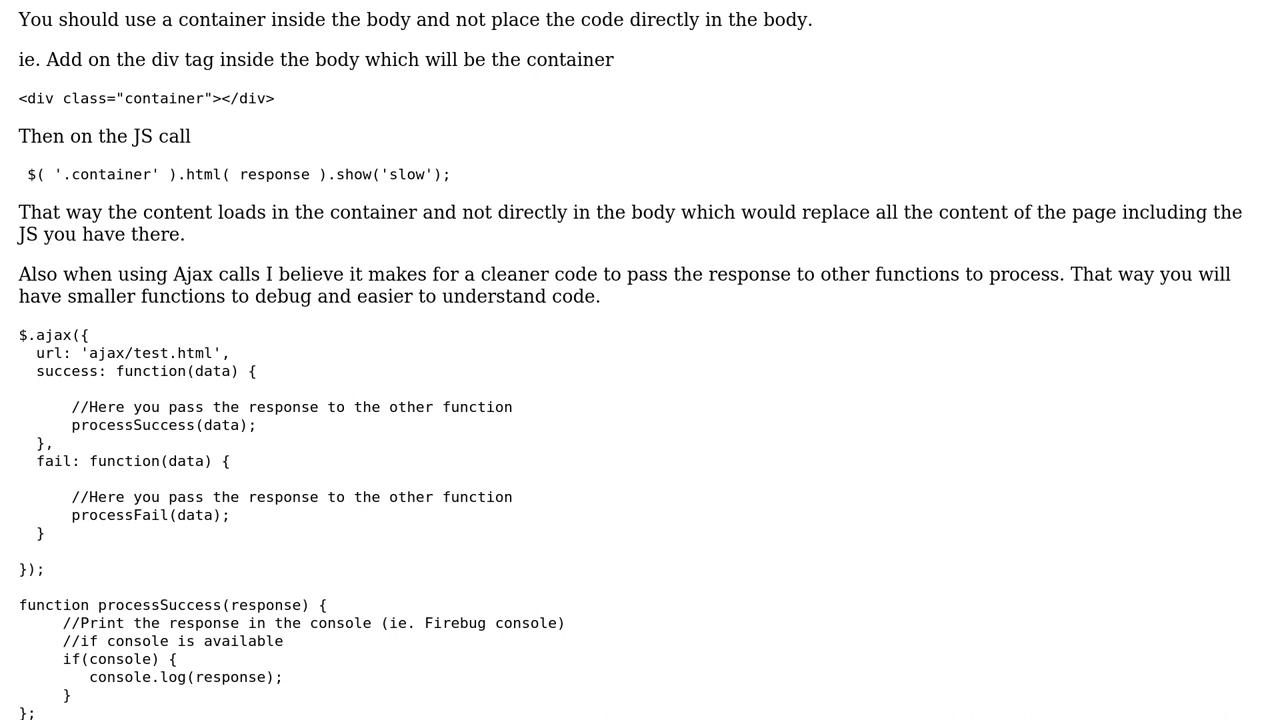 You should use a container inside the body and not place the code directly in the body.
ie. Add on the div tag inside the body which will be the container
<div class="container"></div>
Then on the JS call
$( '.container' ).html( response ).show('slow');
That way the content loads in the container and not directly in the body which would replace all the content of the page including the
JS you have there.
Also when using Ajax calls I believe it makes for a cleaner code to pass the response to other functions to process. That way you will
have smaller functions to debug and easier to understand code.
$.ajax({
  url: 'ajax/test.html',
  success: function(data) {
      //Here you pass the response to the other function
      processSuccess(data);
  },
  fail: function(data) {
      //Here you pass the response to the other function
      processFail(data);
  }
});
function processSuccess(response) {
     //Print the response in the console (ie. Firebug console)
     //if console is available
     if(console) {
        console.log(response);
     }
};